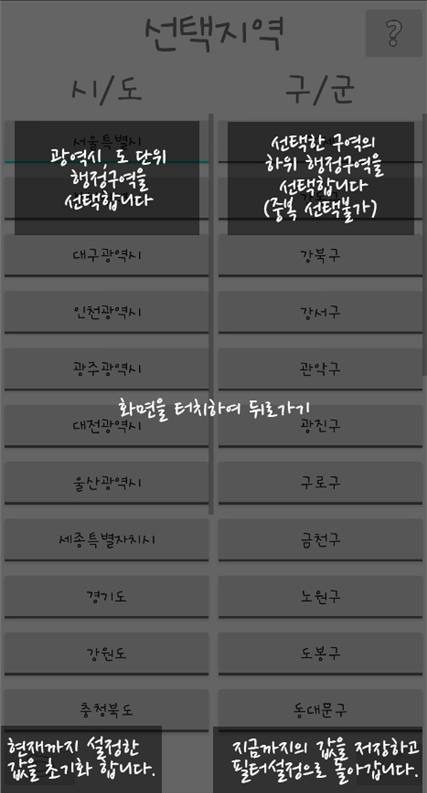 선택지역
?
시/도
구/군
서울특별시
광역시, 도 단위
행정구역을
선택합니다
선택한 구역의
하위 행정구역을
선택합니다
(중복 선택불가)
대구광역시
강북구
인천광역시
강서구
광주광역시
관악구
화면을 터치하여 뒤로가기
대전광역시
광진구
울산광역시
구로구
세종특별자치시
금천구
경기도
노원구
강원도
도봉구
충청북도
동대문구
현재까지 설정한
값을 초기화 합니다.
지금까지의 값을 저장하고
필터설정으로 돌아갑니다.